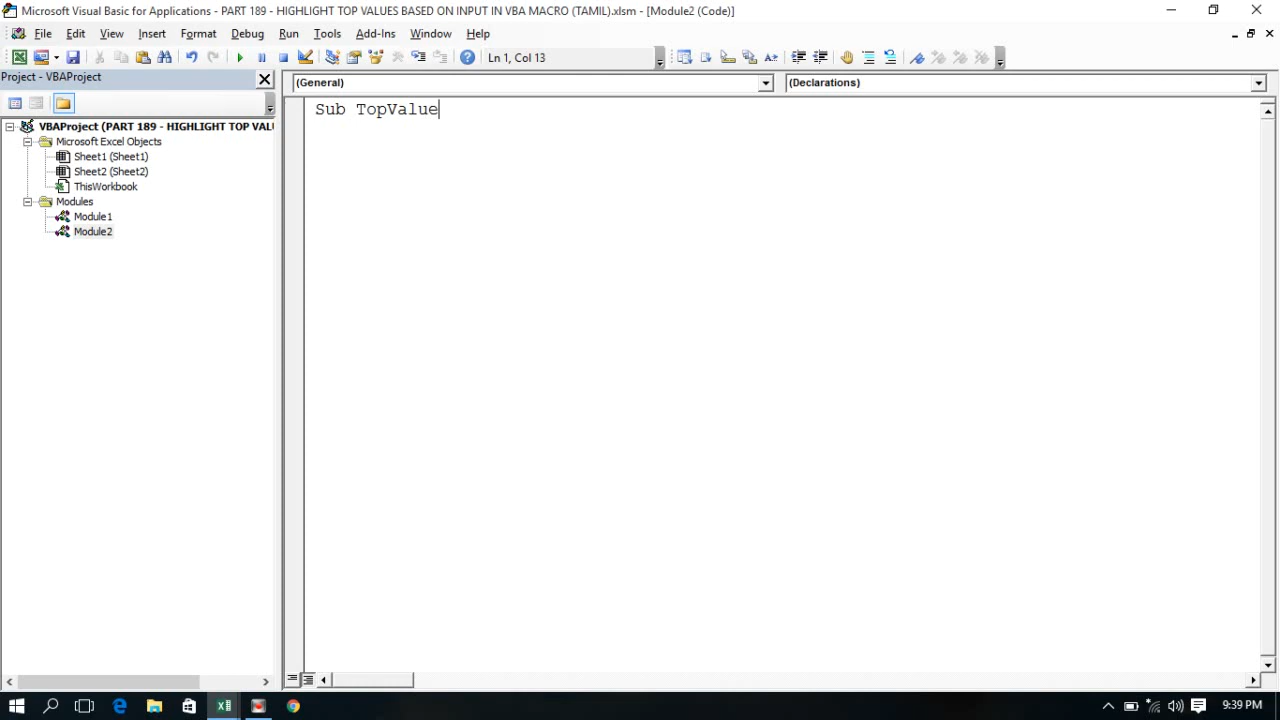 Microsoft Visual Basic for Applications - PART 189 - HIGHLIGHT TOP VALUES BASED ON INPUT IN VBA MACRO (TAMIL).xlsm - [Module2 (Code)]
File Edit View Insert Format Debug Run Tools Add-Ins Window Help
Ln 1, Col 13
Project - VBAProject
(General) (Declarations)
Sub TopValue
VBAProject (PART 189 - HIGHLIGHT TOP VALU
Microsoft Excel Objects
Sheet1 (Sheet1)
Sheet2 (Sheet2)
ThisWorkbook
Modules
Module1
Module2
9:39 PM